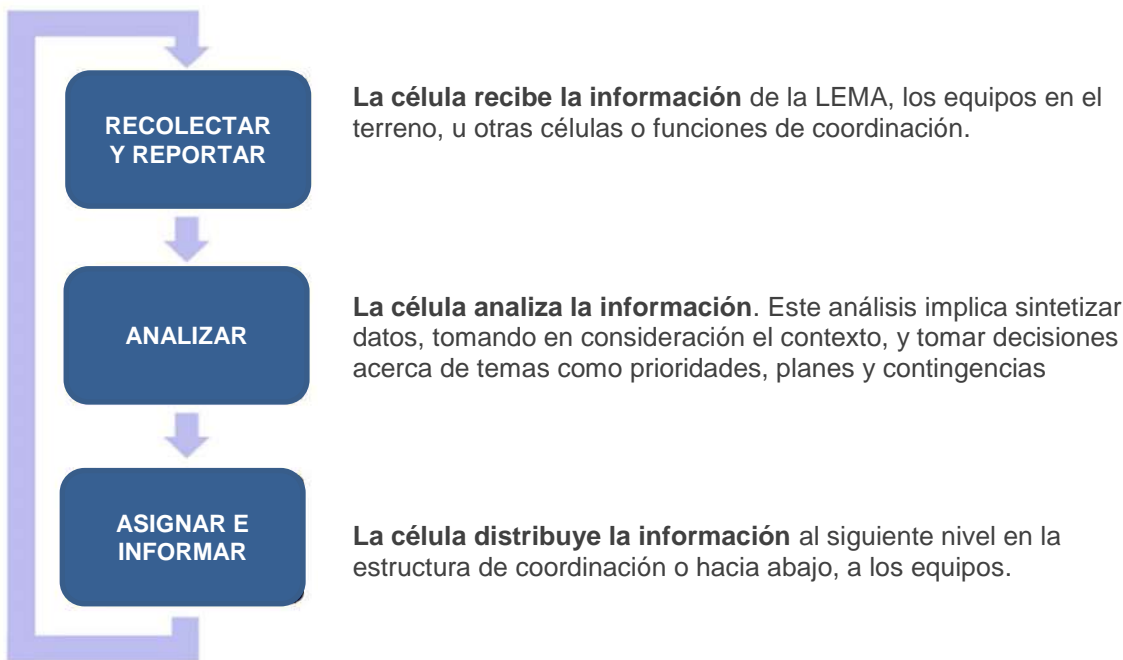 RECOLECTAR
Y REPORTAR
La célula recibe la información de la LEMA, los equipos en el
terreno, u otras células o funciones de coordinación.
ANALIZAR
La célula analiza la información. Este análisis implica sintetizar
datos, tomando en consideración el contexto, y tomar decisiones
acerca de temas como prioridades, planes y contingencias
ASIGNAR E
INFORMAR
La célula distribuye la información al siguiente nivel en la
estructura de coordinación o hacia abajo, a los equipos.